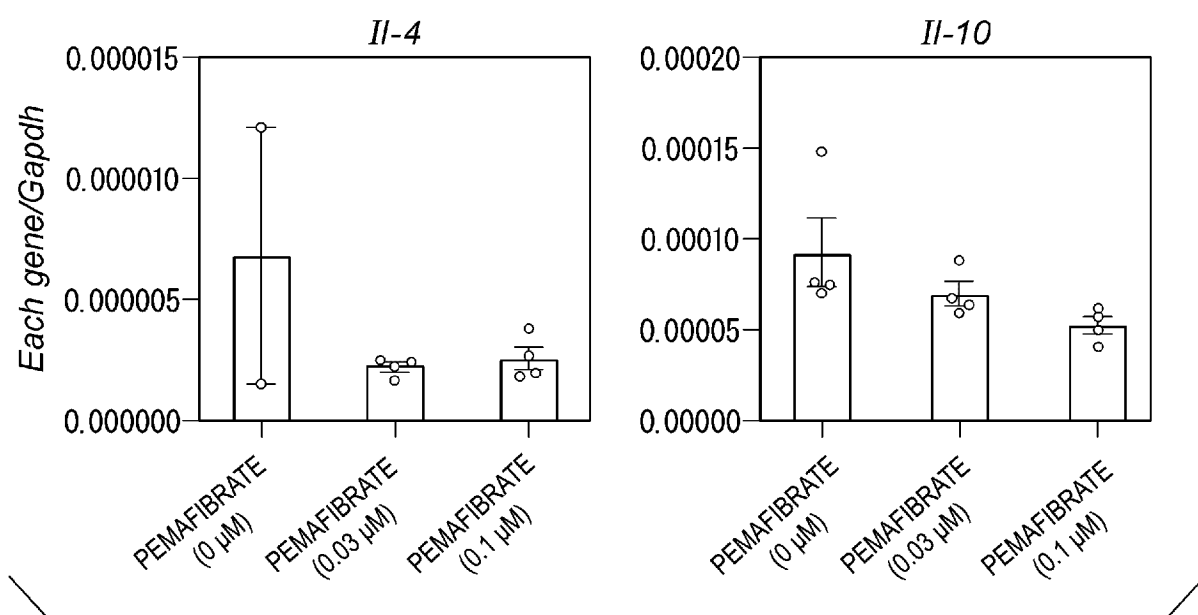 Il-4
Each gene/Gapdh
0.000015
0.000010
0.000005
0.000000
PEMAFIBRATE
(0 µM)
PEMAFIBRATE
(0.03 µM)
PEMAFIBRATE
(0.1 µM)
Il-10
0.00020
0.00015
0.00010
0.00005
0.00000
PEMAFIBRATE
(0 µM)
PEMAFIBRATE
(0.03 µM)
PEMAFIBRATE
(0.1 µM)